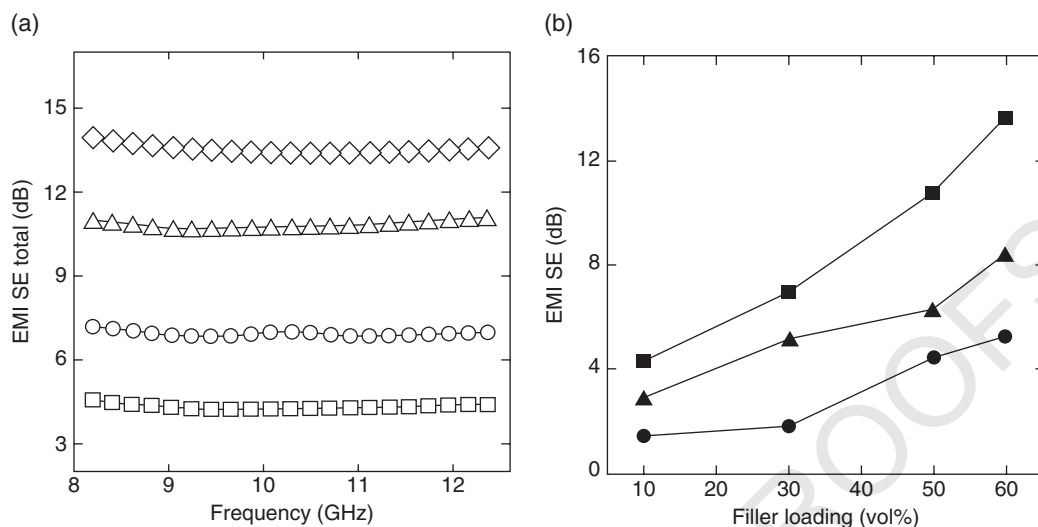 (a)
EMI SE total (dB)
15
12
9
6
3
8 9 10 11 12
Frequency (GHz)
(b)
EMI SE (dB)
16
12
8
4
0
10 20 30 40 50 60
Filler loading (vol%)
ROOFS